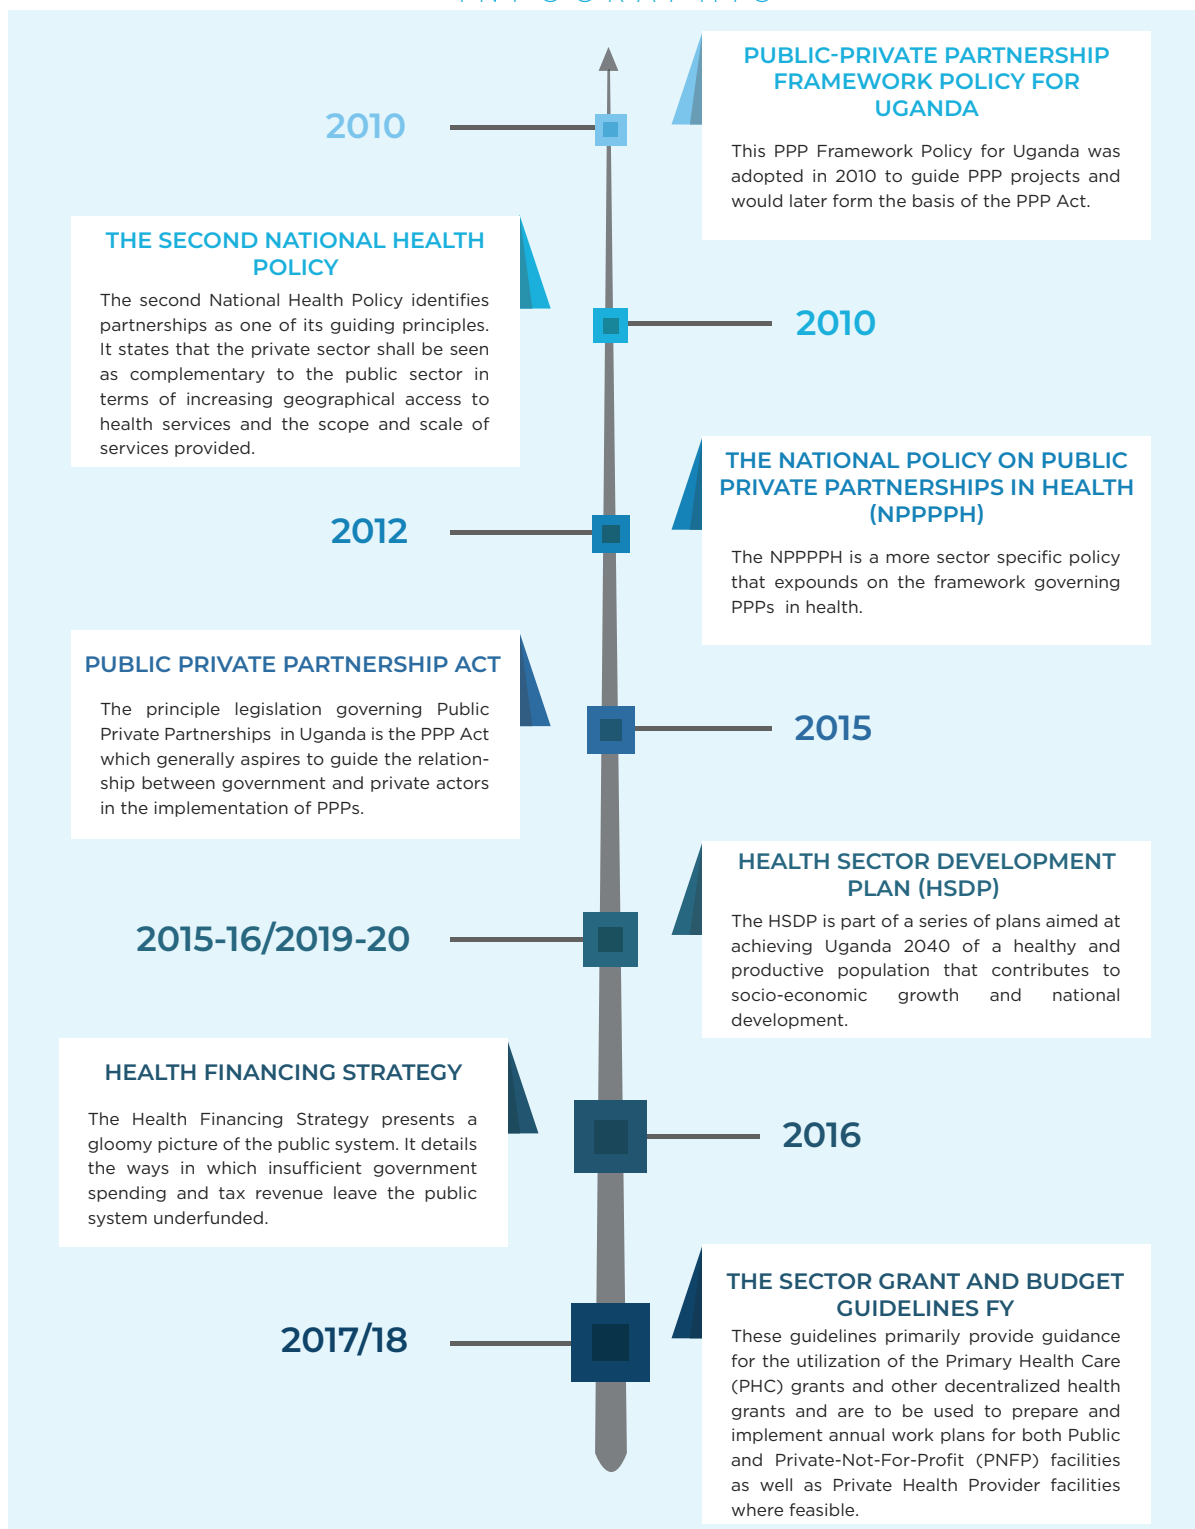 INFOGRAPHIC
PUBLIC-PRIVATE PARTNERSHIP
FRAMEWORK POLICY FOR
UGANDA
2010
This PPP Framework Policy for Uganda was
adopted in 2010 to guide PPP projects and
would later form the basis of the PPP Act.
THE SECOND NATIONAL HEALTH
POLICY
The second National Health Policy identifies
partnerships as one of its guiding principles.
It states that the private sector shall be seen
as complementary to the public sector in
terms of increasing geographical access to
health services and the scope and scale of
services provided.
2010
THE NATIONAL POLICY ON PUBLIC
PRIVATE PARTNERSHIPS IN HEALTH
(NPPPPH)
2012
The NPPPPH is a more sector specific policy
that expounds on the framework governing
PPPs in health.
PUBLIC PRIVATE PARTNERSHIP ACT
The principle legislation governing Public
Private Partnerships in Uganda is the PPP Act
which generally aspires to guide the relation-
ship between government and private actors
in the implementation of PPPs.
2015
HEALTH SECTOR DEVELOPMENT
PLAN (HSDP)
2015-16/2019-20
The HSDP is part of a series of plans aimed at
achieving Uganda 2040 of a healthy and
productive population that contributes to
socio-economic growth and national
development.
HEALTH FINANCING STRATEGY
The Health Financing Strategy presents a
gloomy picture of the public system. It details
the ways in which insufficient government
spending and tax revenue leave the public
system underfunded.
2016
THE SECTOR GRANT AND BUDGET
GUIDELINES FY
2017/18
These guidelines primarily provide guidance
for the utilization of the Primary Health Care
(PHC) grants and other decentralized health
grants and are to be used to prepare and
implement annual work plans for both Public
and Private-Not-For-Profit (PNFP) facilities
as well as Private Health Provider facilities
where feasible.